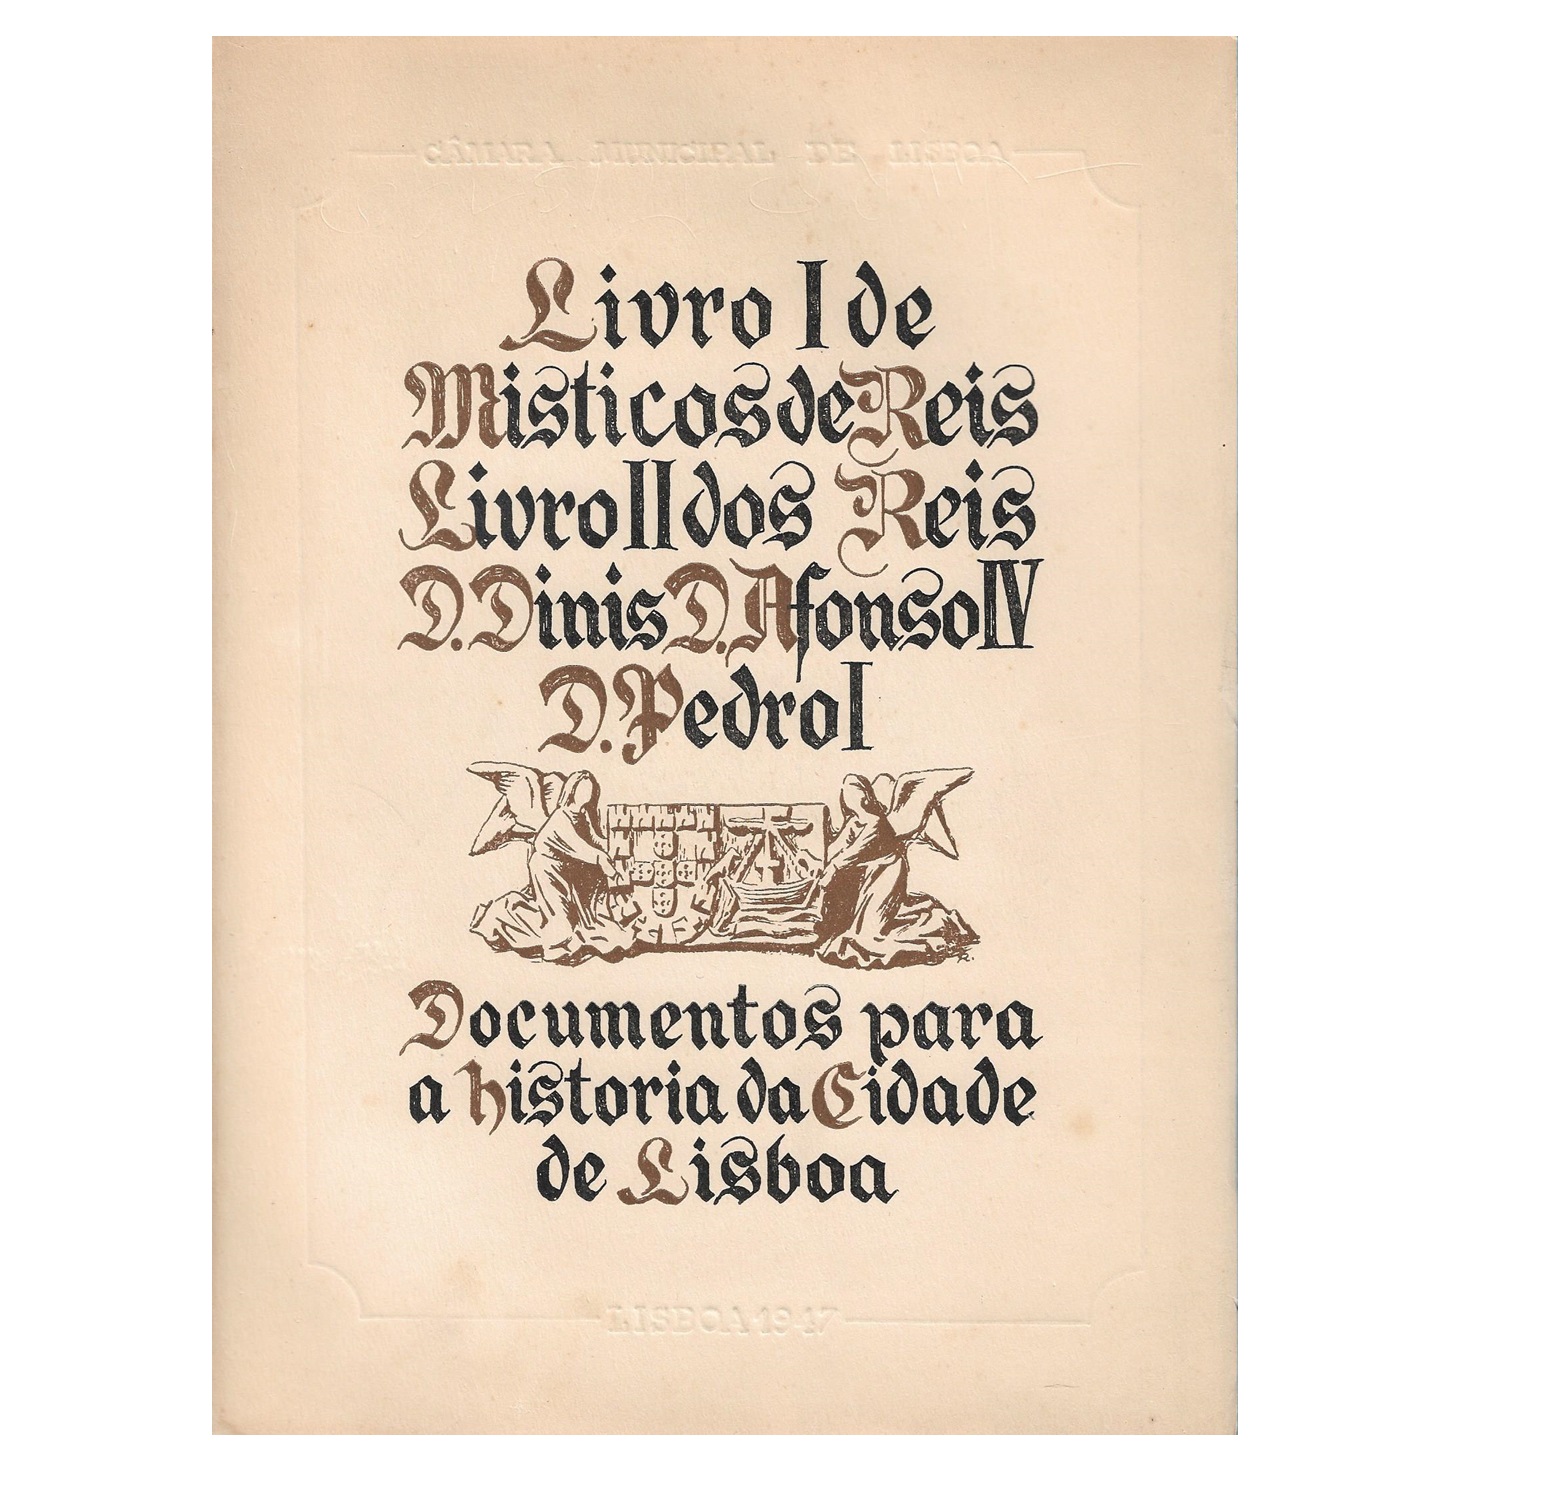 CÂMARA MUNICIPAL DE LISBOA
Livro I de
Misticos de Reis
Livro II dos Reis
D. Dinis D. Afonso IV
D. Pedro I
R.
Documentos para
a historia da Cidade
de Lisboa
LISBOA 1947